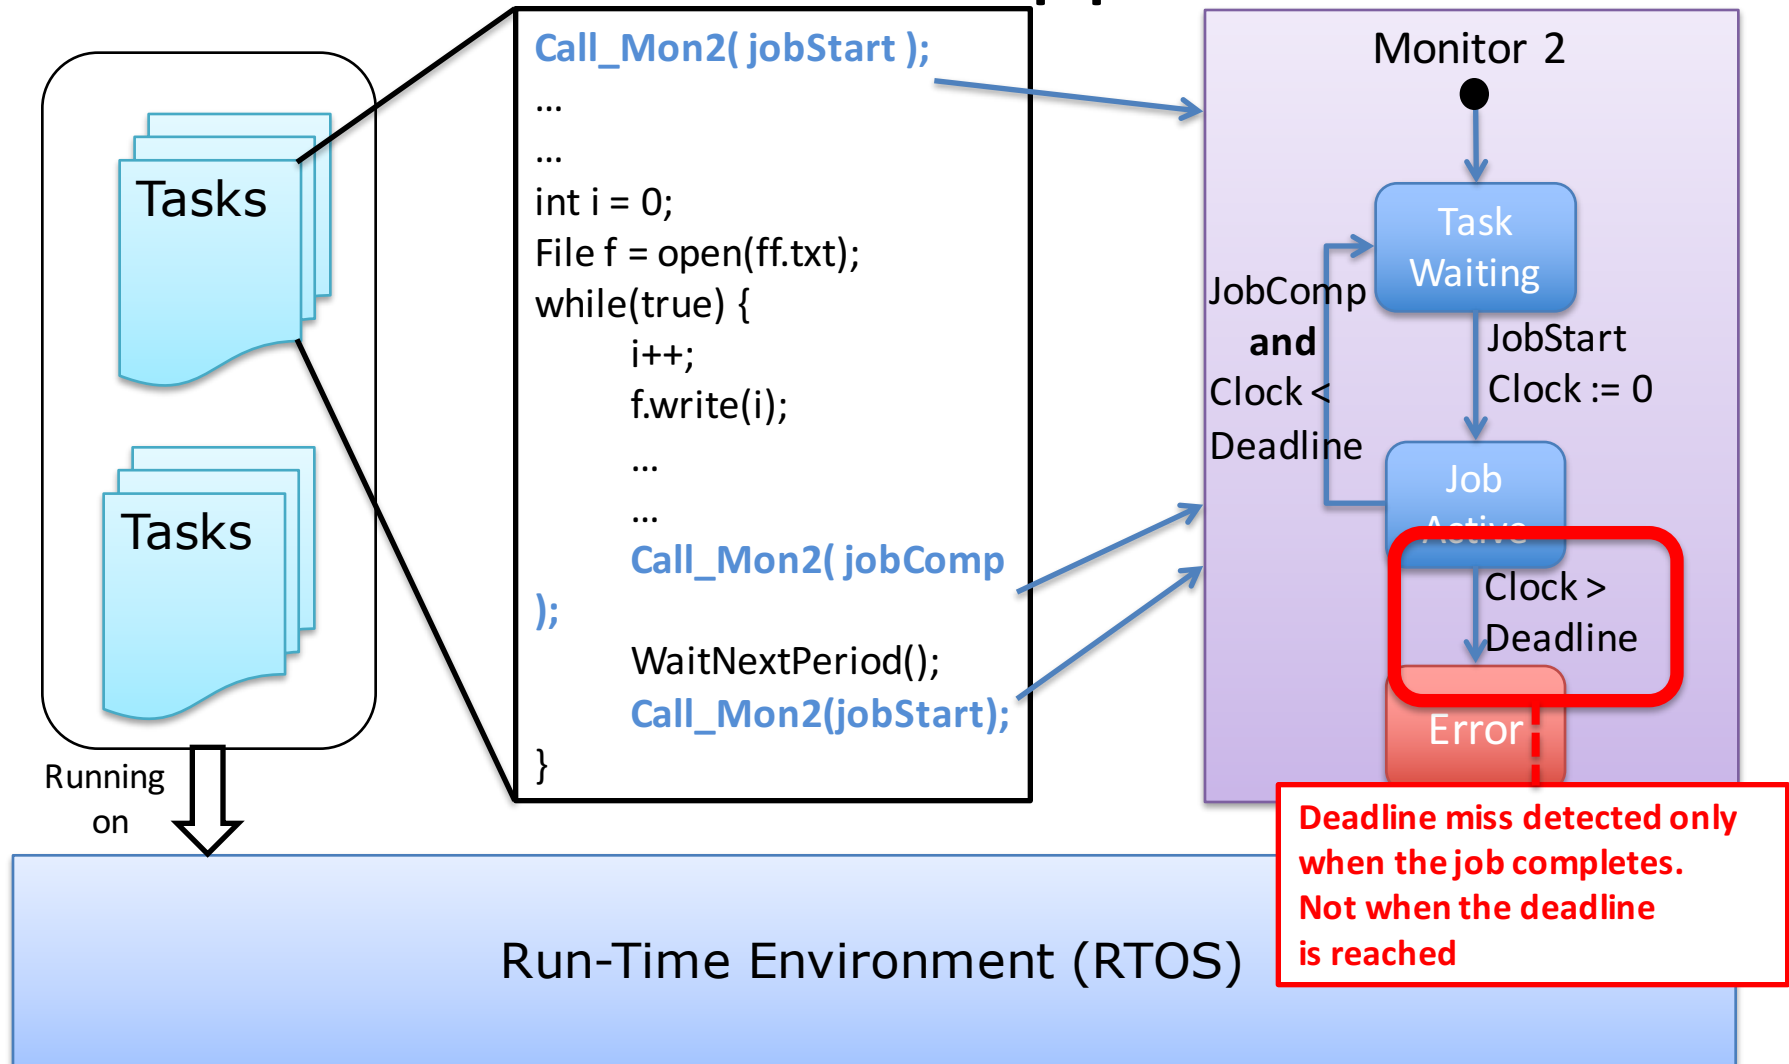 Tasks
Tasks
Running
on
Call_Mon2( jobStart );
...
...
int i = 0;
File f = open(ff.txt);
while(true) {
i++;
f.write(i);
...
...
Call_Mon2( jobComp
);
WaitNextPeriod();
Call_Mon2(jobStart);
}
Monitor 2
Task
Waiting
JobComp
and
Clock <
Deadline
JobStart
Clock := 0
Job
Active
Clock >
Deadline
Error
Deadline miss detected only
when the job completes.
Not when the deadline
is reached
Run-Time Environment (RTOS)